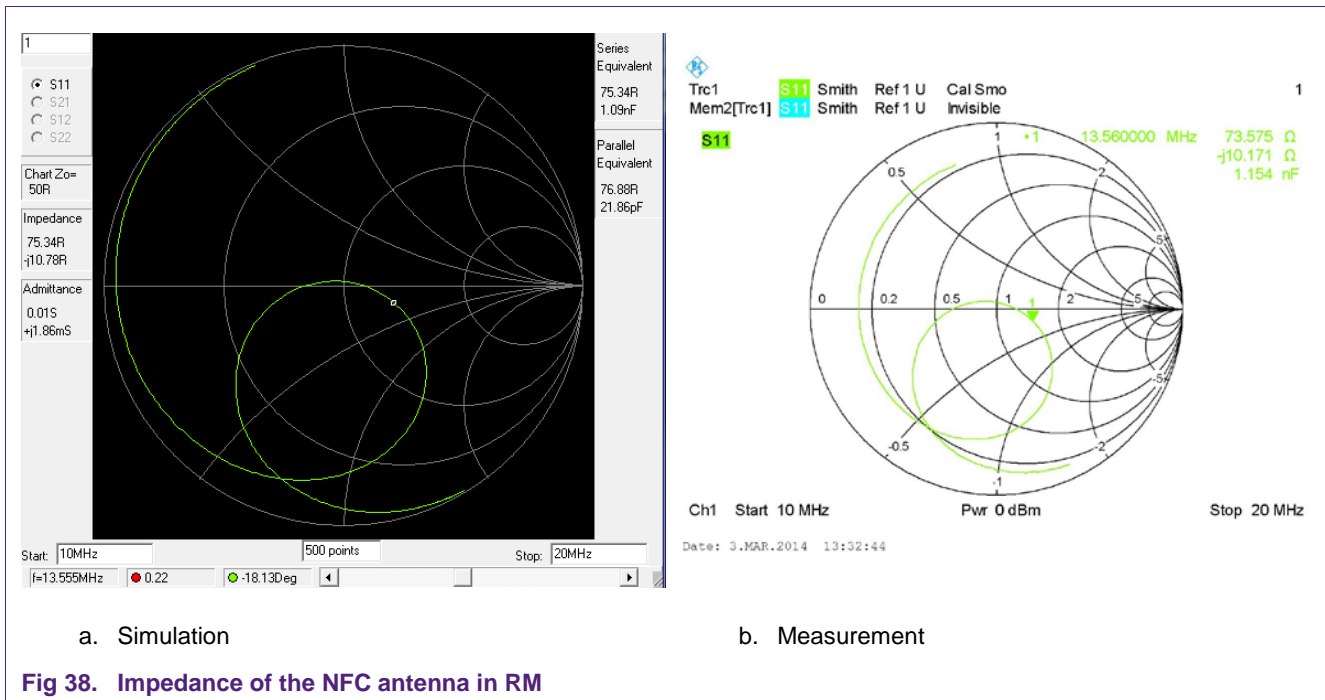 1
S11
S21
S12
S22
Chart Zo=
50R
Impedance
75.34R
-j10.78R
Admittance
0.01S
+j1.86mS
Series
Equivalent
75.34R
1.09nF
Parallel
Equivalent
76.88R
21.86pF
Start: 10MHz
500 points
Stop: 20MHz
f=13.555MHz
0.22
-18.13Deg
Trc1 S11 Smith Ref 1 U Cal Smo 1
Mem2[Trc1] S11 Smith Ref 1 U Invisible
S11
1 •1 13.560000 MHz 73.575 Ω
-j10.171 Ω
1.154 nF
0.5 2
5
0 0.2 0.5 1 2 5 1
-5
-0.5 -2
-1
Ch1 Start 10 MHz Pwr 0 dBm Stop 20 MHz
Date: 3.MAR.2014 13:32:44
a. Simulation
b. Measurement
Fig 38. Impedance of the NFC antenna in RM